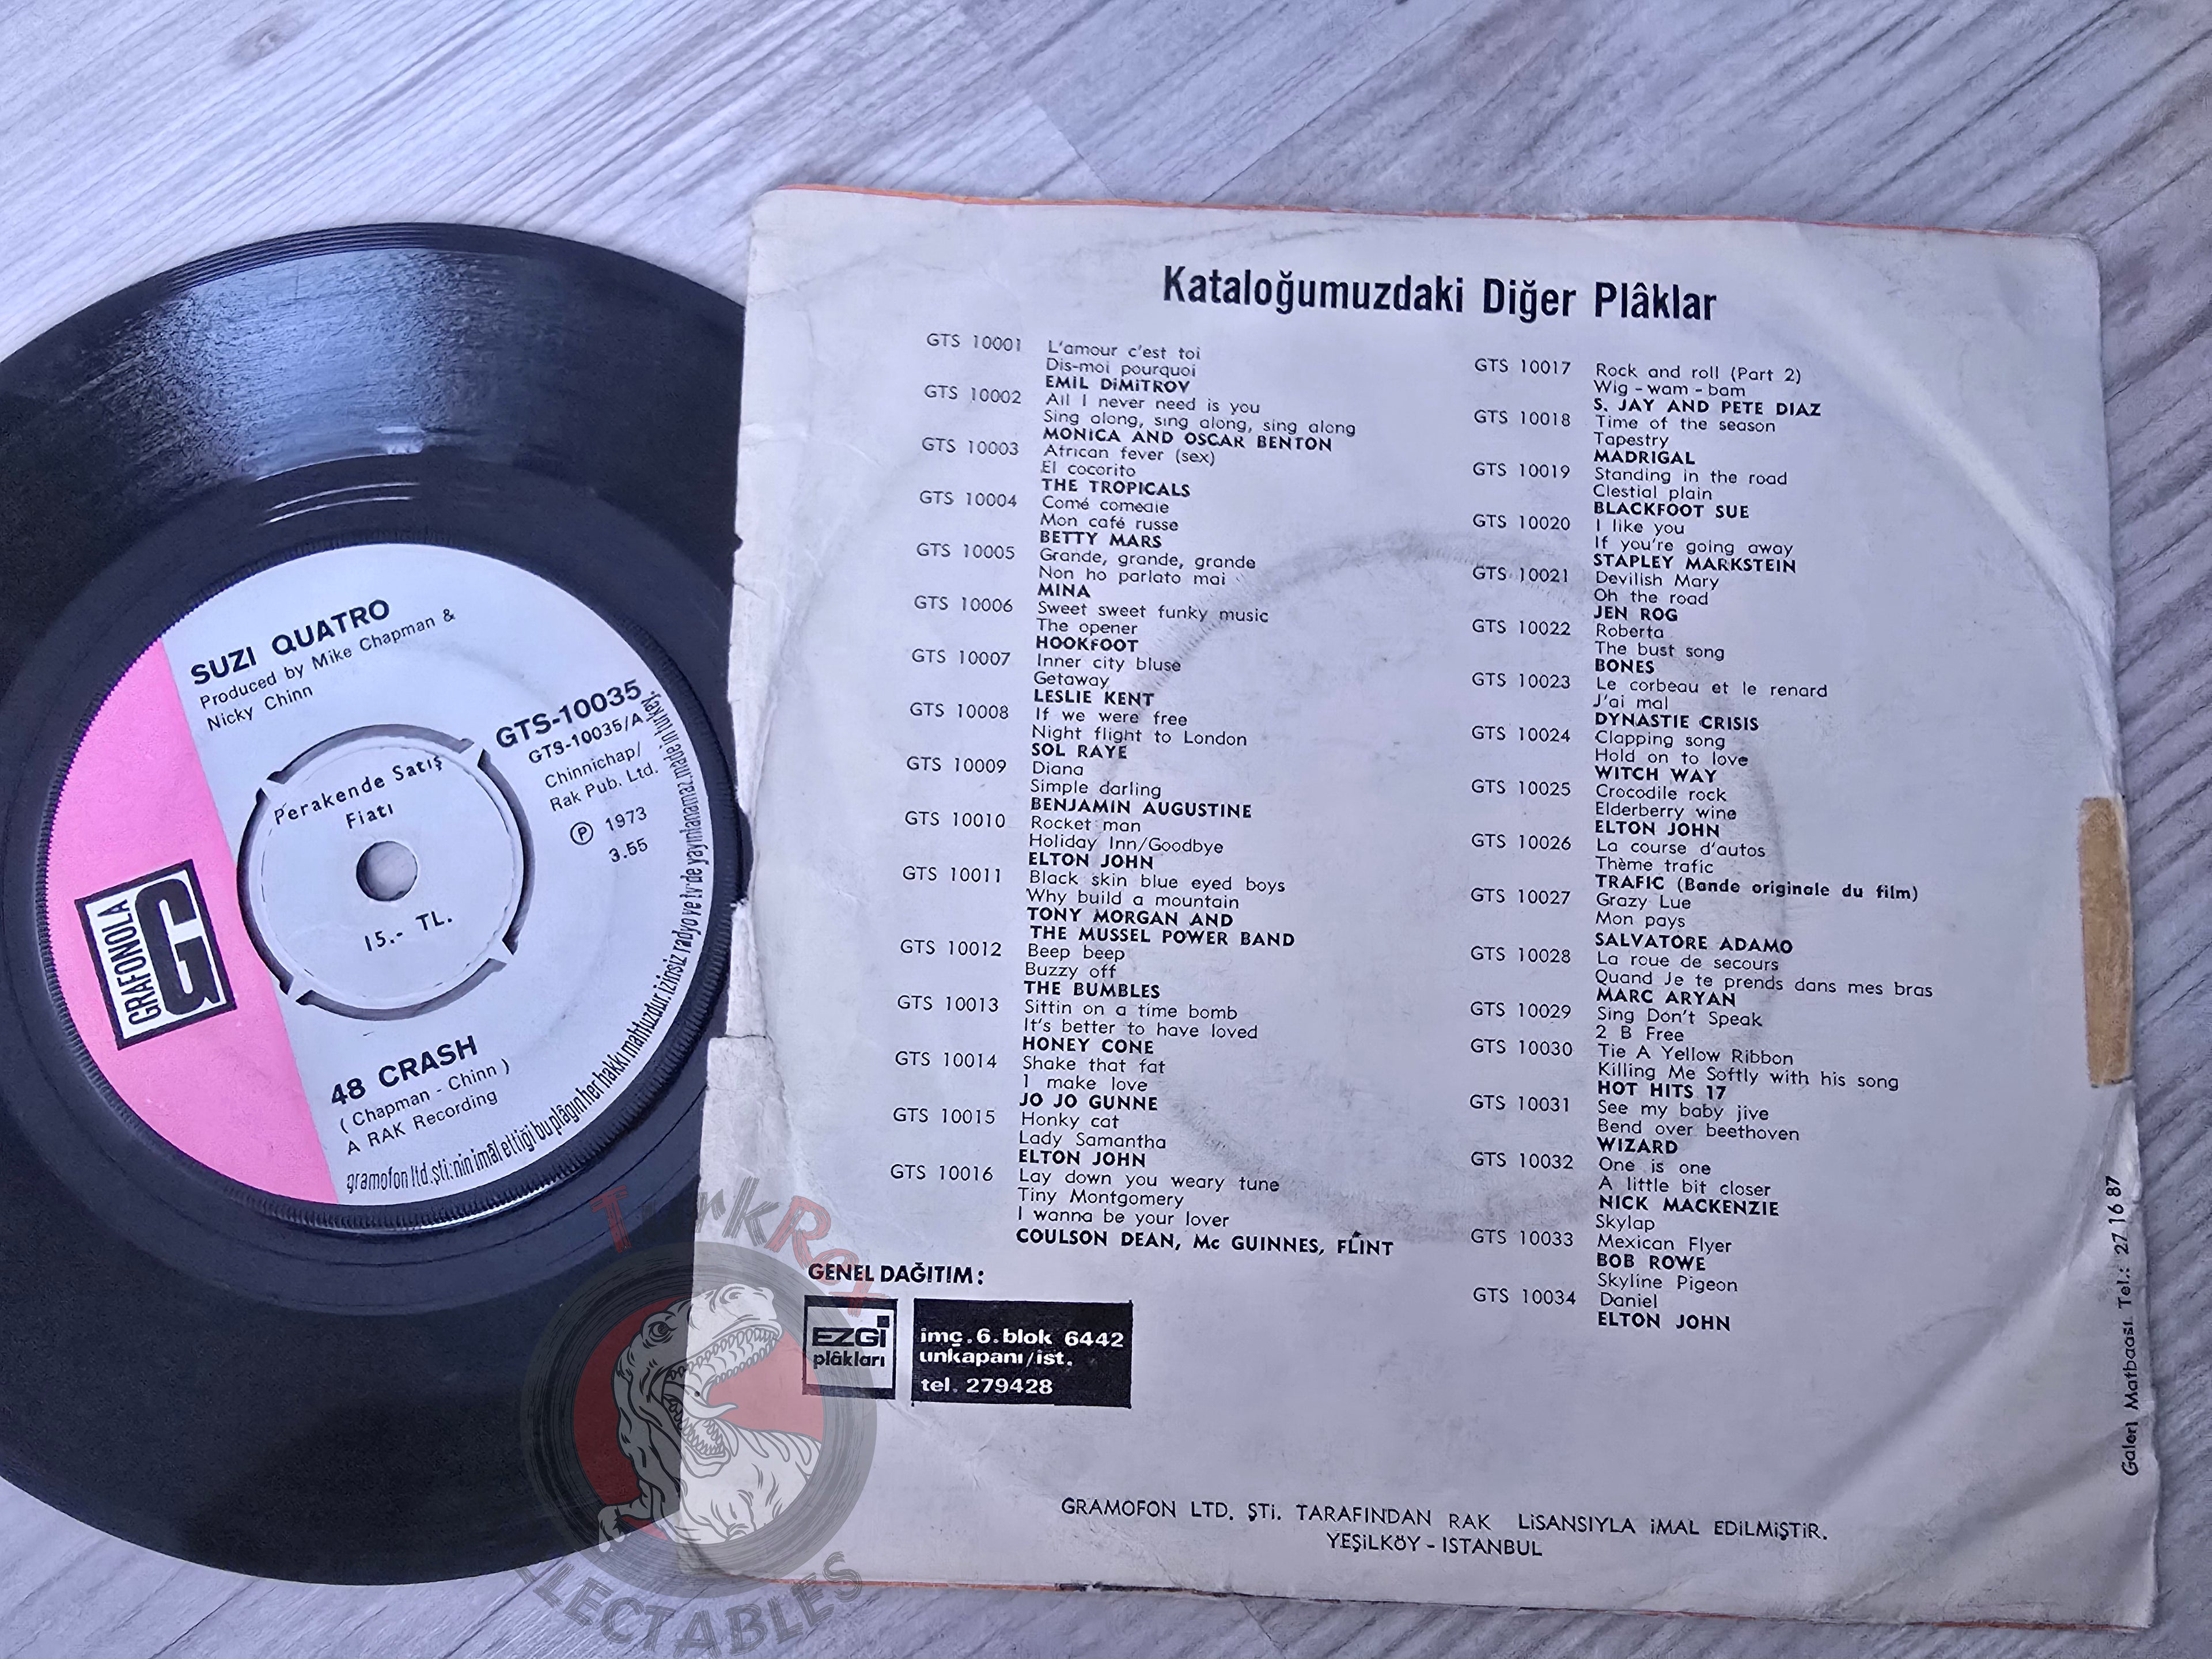 SUZI QUATRO
Produced by Mike Chapman &
Nicky Chinn
GTS-10035
GTS-10035/A
Chinnichap/
Rak Pub. Ltd.
℗ 1973
3.55
Perakende Satış
Fiatı
15.- TL.
GRAFONOLA
G
48 CRASH
( Chapman - Chinn )
A RAK Recording
gramofon ltd.şti.nin imâl ettiği bu plâğın her hakkı mahfuzdur. izinsiz radyo ve tv'de yayınlanamaz. made in turkey.
Kataloğumuzdaki Diğer Plâklar
GTS 10001 L'amour c'est toi
Dis-moi pourquoi
EMIL DiMiTROV
GTS 10002 All I never need is you
Sing along, sing along, sing along
MONICA AND OSCAR BENTON
GTS 10003 African fever (sex)
El cocorito
THE TROPICALS
GTS 10004 Comé comedie
Mon café russe
BETTY MARS
GTS 10005 Grande, grande, grande
Non ho parlato mai
MINA
GTS 10006 Sweet sweet funky music
The opener
HOOKFOOT
GTS 10007 Inner city bluse
Getaway
LESLIE KENT
GTS 10008 If we were free
Night flight to London
SOL RAYE
GTS 10009 Diana
Simple darling
BENJAMIN AUGUSTINE
GTS 10010 Rocket man
Holiday Inn/Goodbye
ELTON JOHN
GTS 10011 Black skin blue eyed boys
Why build a mountain
TONY MORGAN AND
THE MUSSEL POWER BAND
GTS 10012 Beep beep
Buzzy off
THE BUMBLES
GTS 10013 Sittin on a time bomb
It's better to have loved
HONEY CONE
GTS 10014 Shake that fat
I make love
JO JO GUNNE
GTS 10015 Honky cat
Lady Samantha
ELTON JOHN
GTS 10016 Lay down you weary tune
Tiny Montgomery
I wanna be your lover
COULSON DEAN, Mc GUINNES, FLINT
GTS 10017 Rock and roll (Part 2)
Wig - wam - bam
S. JAY AND PETE DIAZ
GTS 10018 Time of the season
Tapestry
MADRIGAL
GTS 10019 Standing in the road
Clestial plain
BLACKFOOT SUE
GTS 10020 I like you
If you're going away
STAPLEY MARKSTEIN
GTS 10021 Devilish Mary
Oh the road
JEN ROG
GTS 10022 Roberta
The bust song
BONES
GTS 10023 Le corbeau et le renard
J'ai mal
DYNASTIE CRISIS
GTS 10024 Clapping song
Hold on to love
WITCH WAY
GTS 10025 Crocodile rock
Elderberry wine
ELTON JOHN
GTS 10026 La course d'autos
Thème trafic
TRAFIC (Bande originale du film)
GTS 10027 Grazy Lue
Mon pays
SALVATORE ADAMO
GTS 10028 La roue de secours
Quand Je te prends dans mes bras
MARC ARYAN
GTS 10029 Sing Don't Speak
2 B Free
GTS 10030 Tie A Yellow Ribbon
Killing Me Softly with his song
HOT HITS 17
GTS 10031 See my baby jive
Bend over beethoven
WIZARD
GTS 10032 One is one
A little bit closer
NICK MACKENZIE
Skylap
GTS 10033 Mexican Flyer
BOB ROWE
Skyline Pigeon
GTS 10034 Daniel
ELTON JOHN
GENEL DAĞITIM:
EZGi
plâkları
imç.6.blok 6442
unkapanı/ist.
tel. 279428
GRAMOFON LTD. ŞTi. TARAFINDAN RAK LiSANSIYLA iMAL EDiLMiŞTiR.
YEŞiLKÖY - ISTANBUL
Galeri Matbaası Tel.: 27 16 87
TurkRex
LLECTABLES